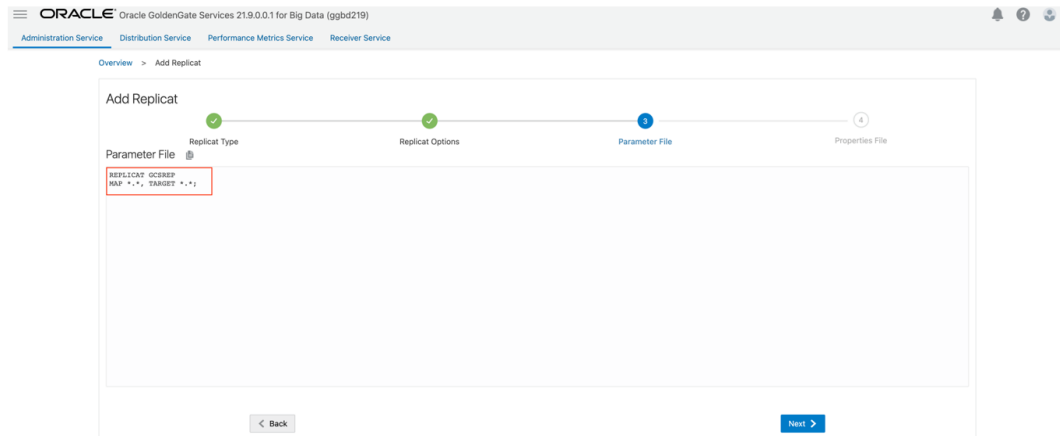 ORACLE Oracle GoldenGate Services 21.9.0.0.1 for Big Data (ggbd219)
Administration Service Distribution Service Performance Metrics Service Receiver Service
Overview > Add Replicat
Add Replicat
3 4
Replicat Type Replicat Options Parameter File Properties File
Parameter File
REPLICAT GCSREP
MAP *.*, TARGET *.*;
< Back Next >